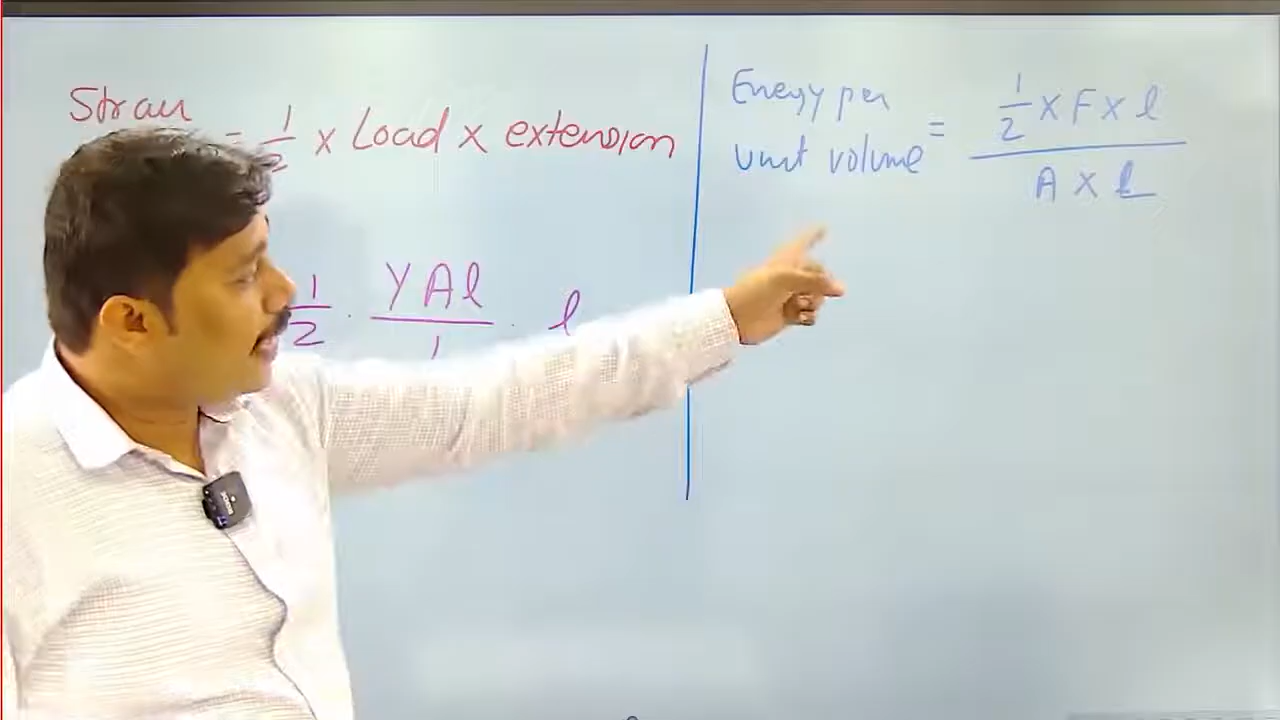 Strain
= 1/2 x Load x extension
1/2 . YAl/ . l
Energy per
unit volume = 1/2 x F x l / A x L